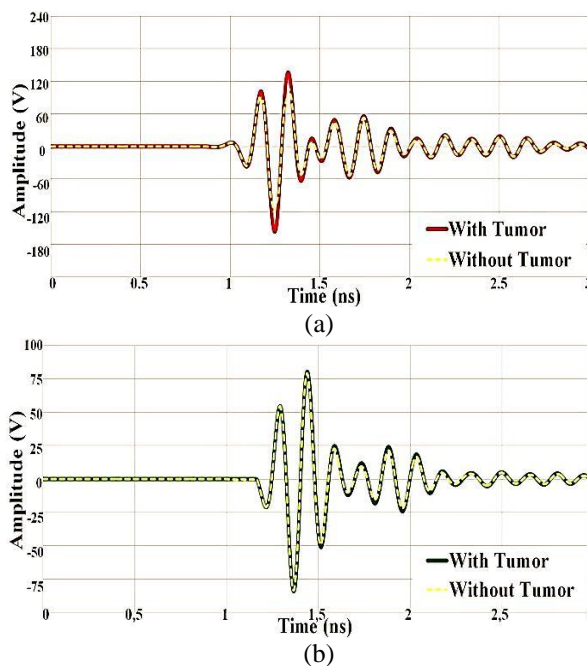 240
180
120
60
0
-60
-120
-180
Amplitude (V)
With Tumor
Without Tumor
0 0.5 1 1.5 2 2.5
Time (ns)
(a)
100
75
50
25
0
-25
-50
-75
Amplitude (V)
With Tumor
Without Tumor
0 0,5 1 1.5 2 2,5
Time (ns)
(b)